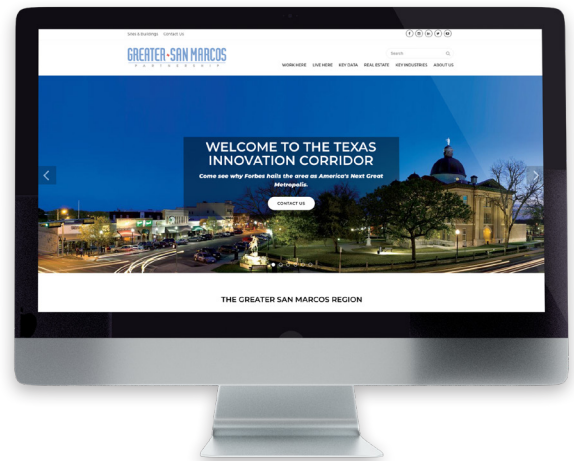 Sites & Buildings Contact Us
Search
GREATER·SAN MARCOS
PARTNERSHIP
WORK HERE LIVE HERE KEY DATA REAL ESTATE KEY INDUSTRIES ABOUT US
WELCOME TO THE TEXAS
INNOVATION CORRIDOR
Come see why Forbes hails the area as America's Next Great
Metropolis.
CONTACT US
THE GREATER SAN MARCOS REGION